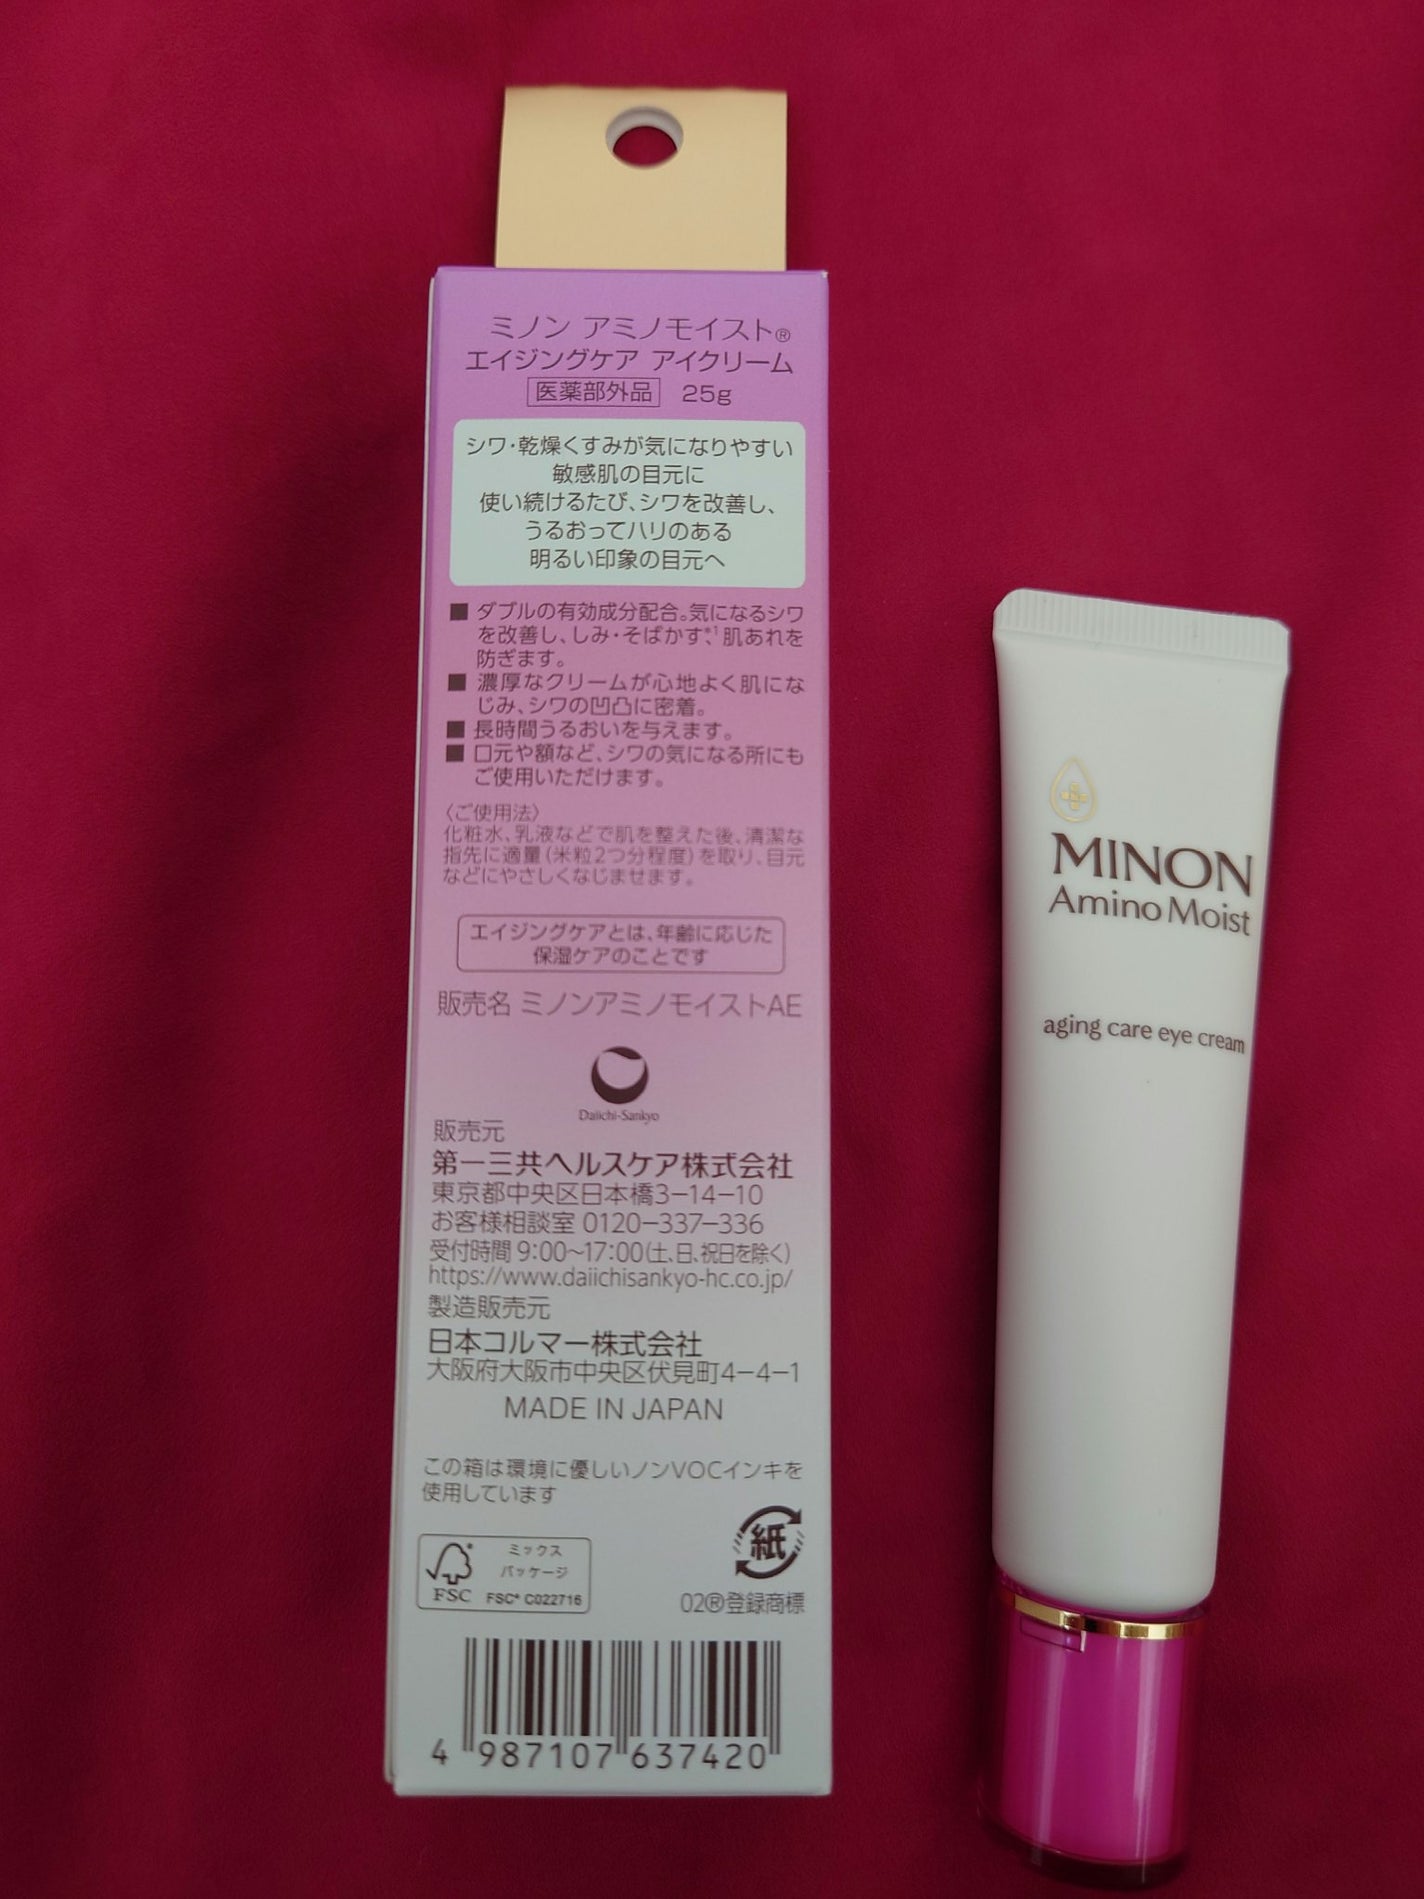 ミノン アミノモイスト®
エイジングケア アイクリーム
医薬部外品 25g
シワ・乾燥くすみが気になりやすい
敏感肌の目元に
使い続けるたび、シワを改善し、
うるおってハリのある
明るい印象の目元へ
■ ダブルの有効成分配合。気になるシワ
を改善し、しみ・そばかす*1、肌あれを
防ぎます。
■ 濃厚なクリームが心地よく肌にな
じみ、シワの凹凸に密着。
■ 長時間うるおいを与えます。
■ 口元や額など、シワの気になる所にも
ご使用いただけます。
〈ご使用法〉
化粧水、乳液などで肌を整えた後、清潔な
指先に適量(米粒2つ分程度)を取り、目元
などにやさしくなじませます。
エイジングケアとは、年齢に応じた
保湿ケアのことです
販売名 ミノンアミノモイストAE
Daiichi-Sankyo
販売元
第一三共ヘルスケア株式会社
東京都中央区日本橋3-14-10
お客様相談室 0120-337-336
受付時間 9:00~17:00(土、日、祝日を除く)
https://www.daiichisankyo-hc.co.jp/
製造販売元
日本コルマー株式会社
大阪府大阪市中央区伏見町4-4-1
MADE IN JAPAN
この箱は環境に優しいノンVOCインキを
使用しています
紙
FSC
ミックス
パッケージ
FSC® C022716
02®登録商標
4 987107 637420
MINON
Amino Moist
aging care eye cream